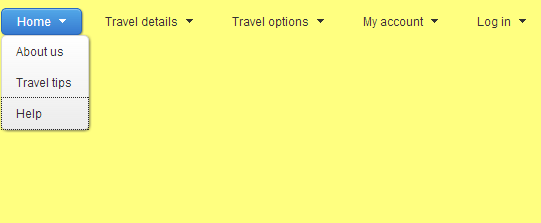 Home Travel details Travel options My account Log in
About us
Travel tips
Help